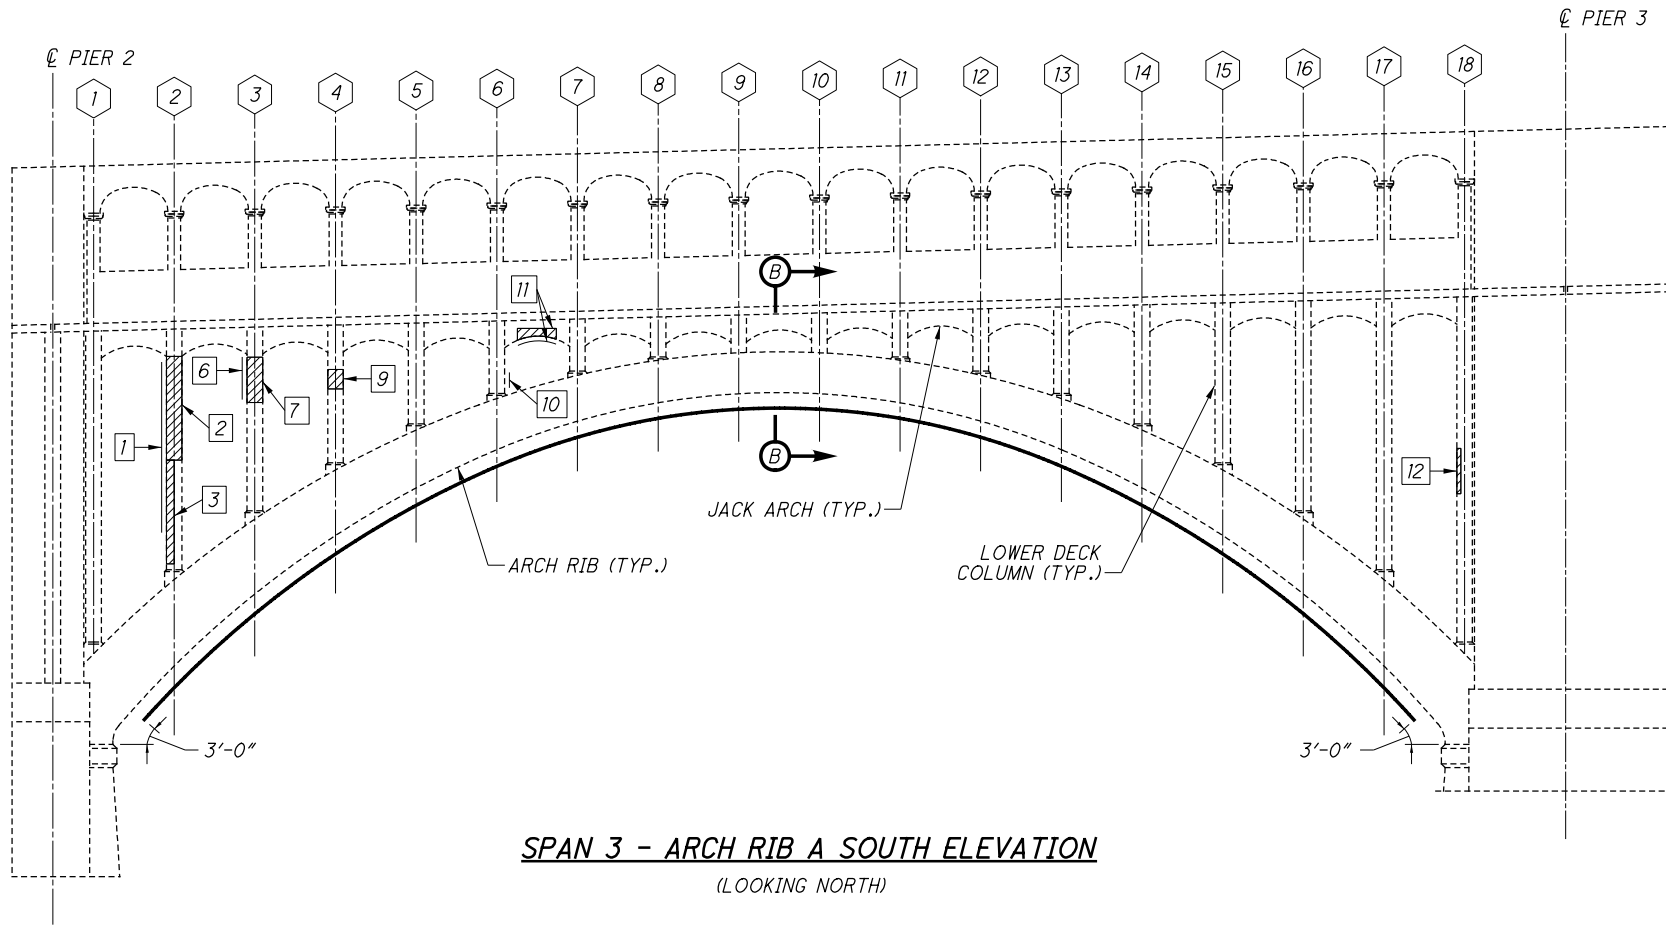 ℄ PIER 3
℄ PIER 2
1 2 3 4 5 6 7 8 9 10 11 12 13 14 15 16 17 18
B
11
6
9
7
10
2
1
B
12
3
JACK ARCH (TYP.)
LOWER DECK
COLUMN (TYP.)
ARCH RIB (TYP.)
3'-0"
3'-0"
SPAN 3 - ARCH RIB A SOUTH ELEVATION
(LOOKING NORTH)